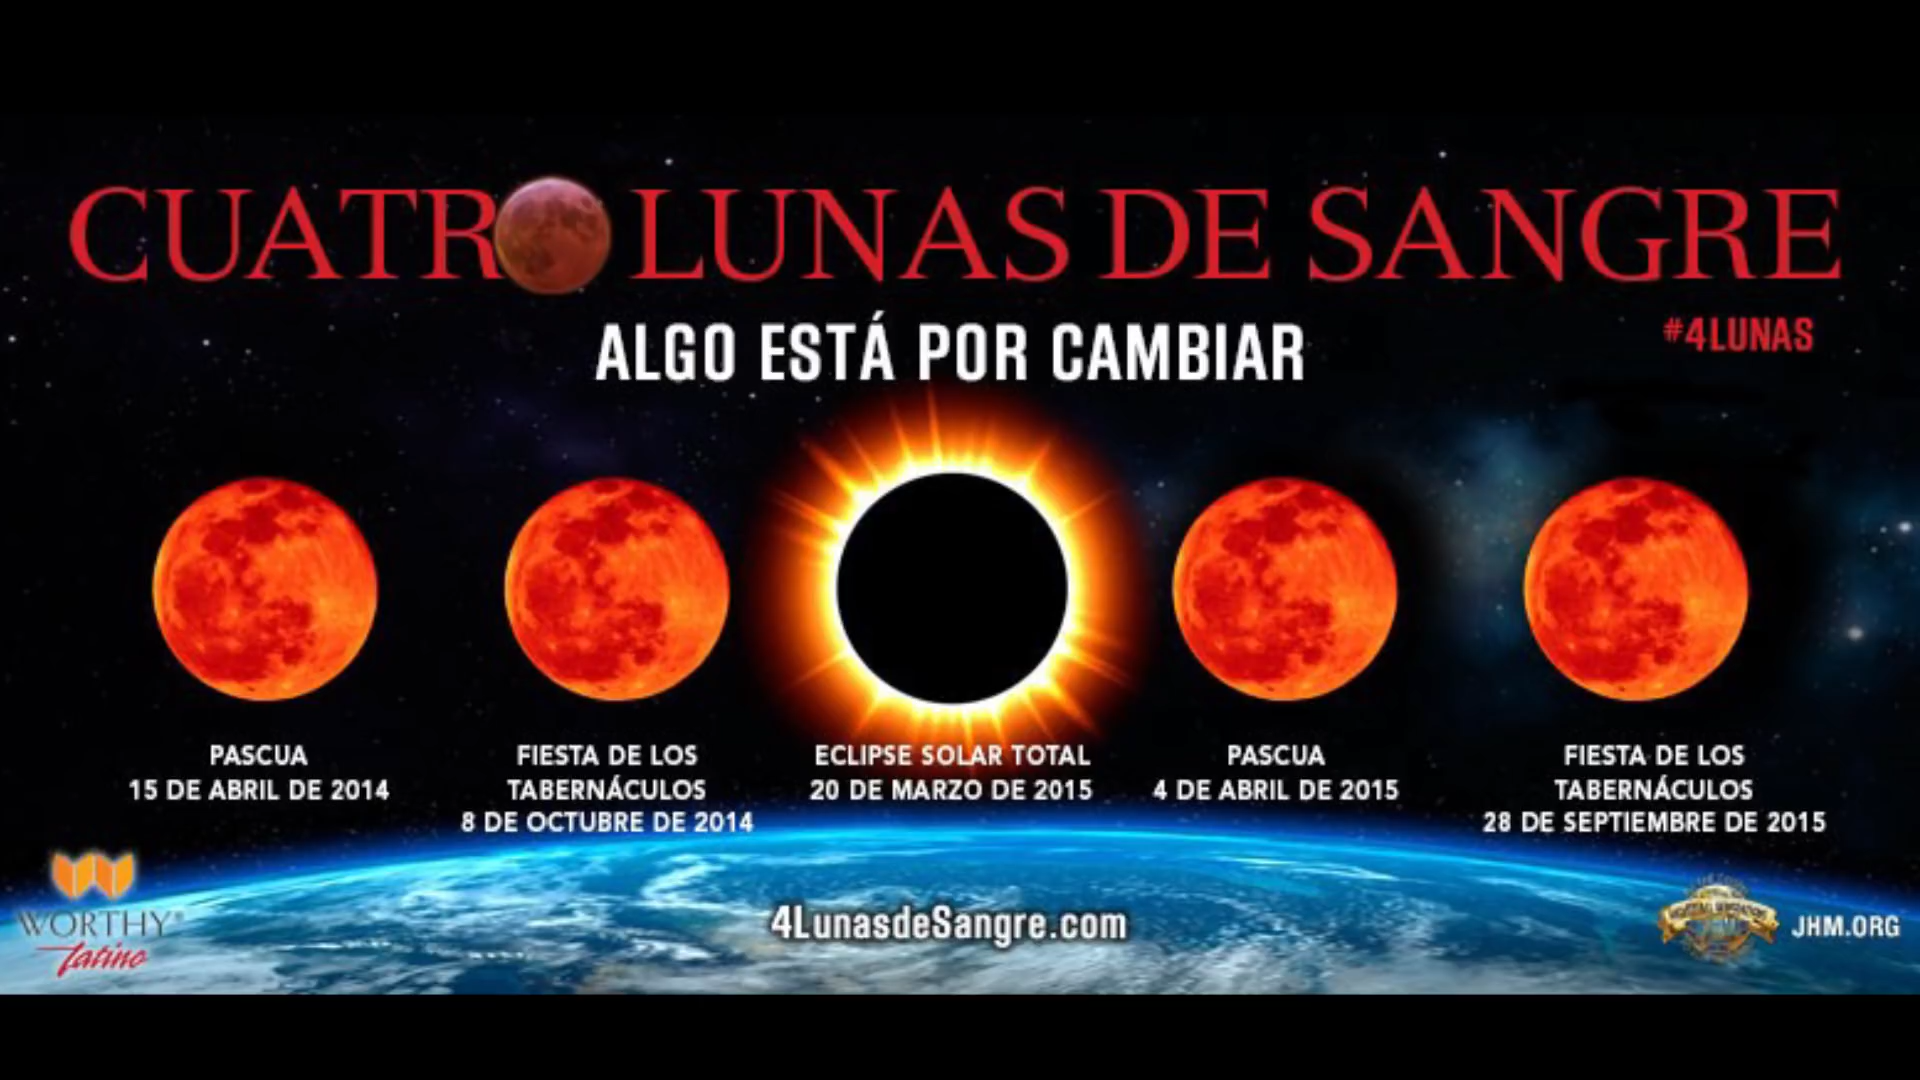 CUATRO LUNAS DE SANGRE
ALGO ESTÁ POR CAMBIAR
#4LUNAS
PASCUA
15 DE ABRIL DE 2014
FIESTA DE LOS
TABERNÁCULOS
8 DE OCTUBRE DE 2014
ECLIPSE SOLAR TOTAL
20 DE MARZO DE 2015
PASCUA
4 DE ABRIL DE 2015
FIESTA DE LOS
TABERNÁCULOS
28 DE SEPTIEMBRE DE 2015
WORTHY®
Latino
4LunasdeSangre.com
JHM.ORG